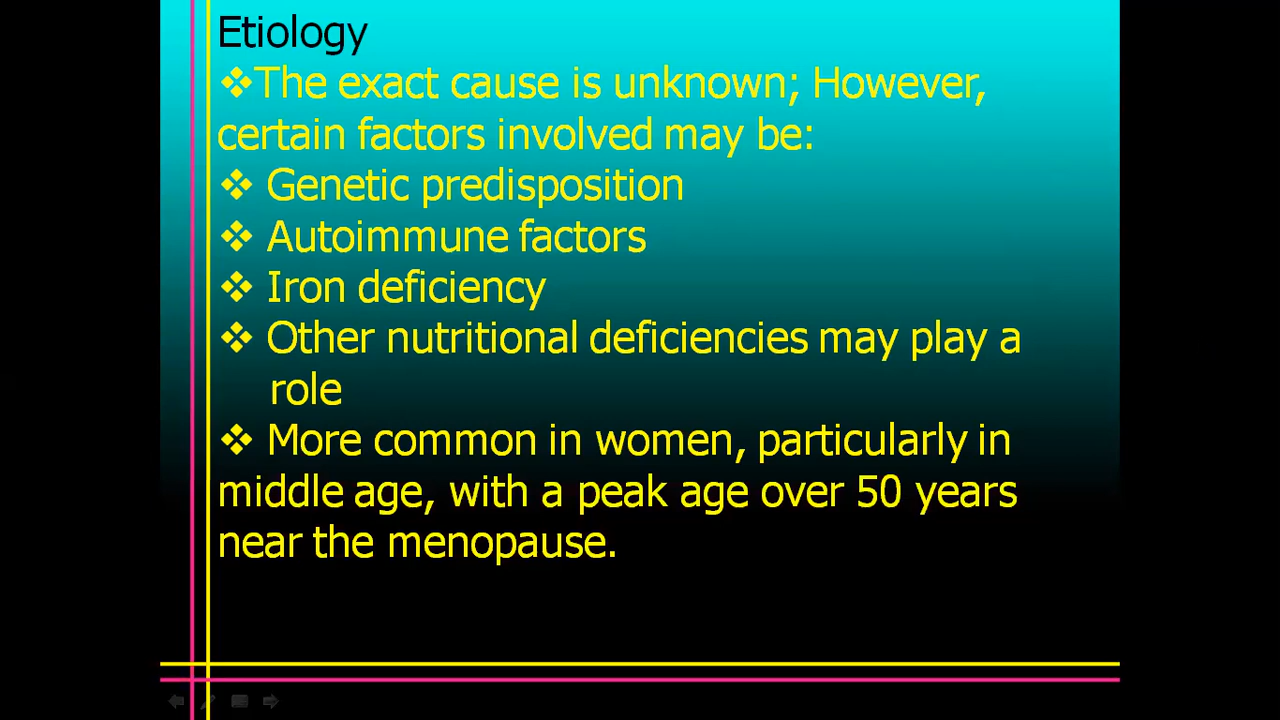 Etiology
❖The exact cause is unknown; However,
certain factors involved may be:
❖ Genetic predisposition
❖ Autoimmune factors
❖ Iron deficiency
❖ Other nutritional deficiencies may play a
role
❖ More common in women, particularly in
middle age, with a peak age over 50 years
near the menopause.